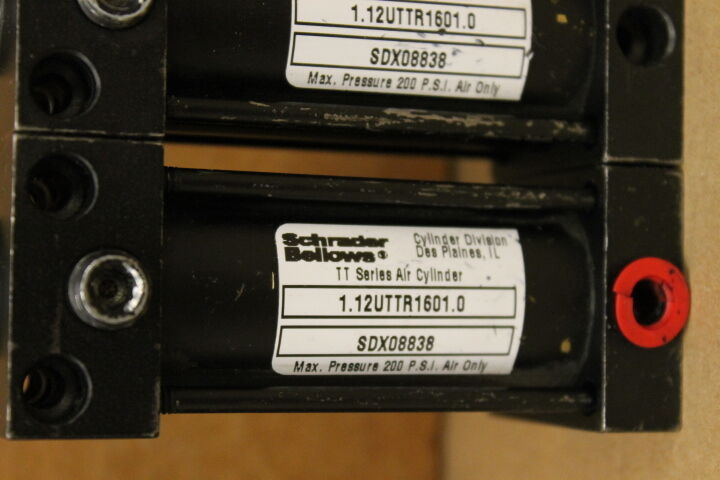 1.12UTTR1601.0
SDX08838
Max. Pressure 200 P.S.I. Air Only
Schrader Bellows®
Cylinder Division
Des Plaines, IL
TT Series Air Cylinder
1.12UTTR1601.0
SDX08838
Max. Pressure 200 P.S.I. Air Only